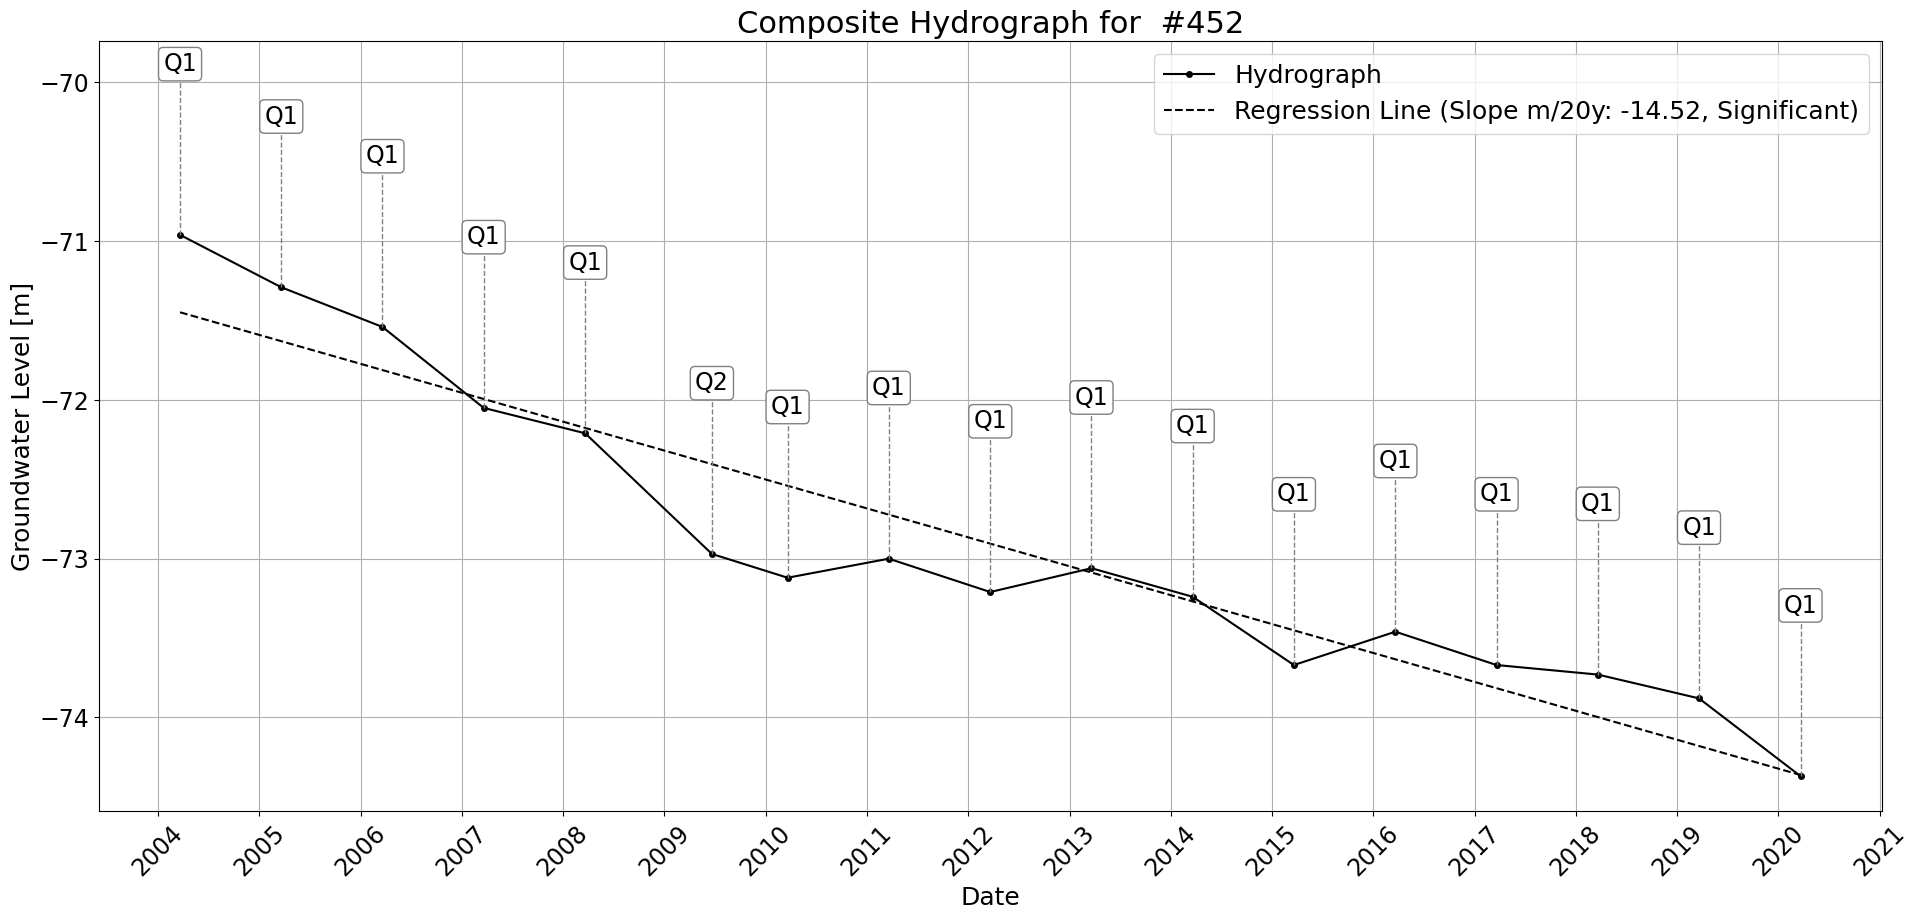 Composite Hydrograph for  #452
Hydrograph
Regression Line (Slope m/20y: -14.52, Significant)
Q1
Q1
Q1
Q1
Q1
Q2
Q1
Q1
Q1
Q1
Q1
Q1
Q1
Q1
Q1
Q1
Q1
−70
−71
−72
−73
−74
Groundwater Level [m]
2004
2005
2006
2007
2008
2009
2010
2011
2012
2013
2014
2015
2016
2017
2018
2019
2020
2021
Date